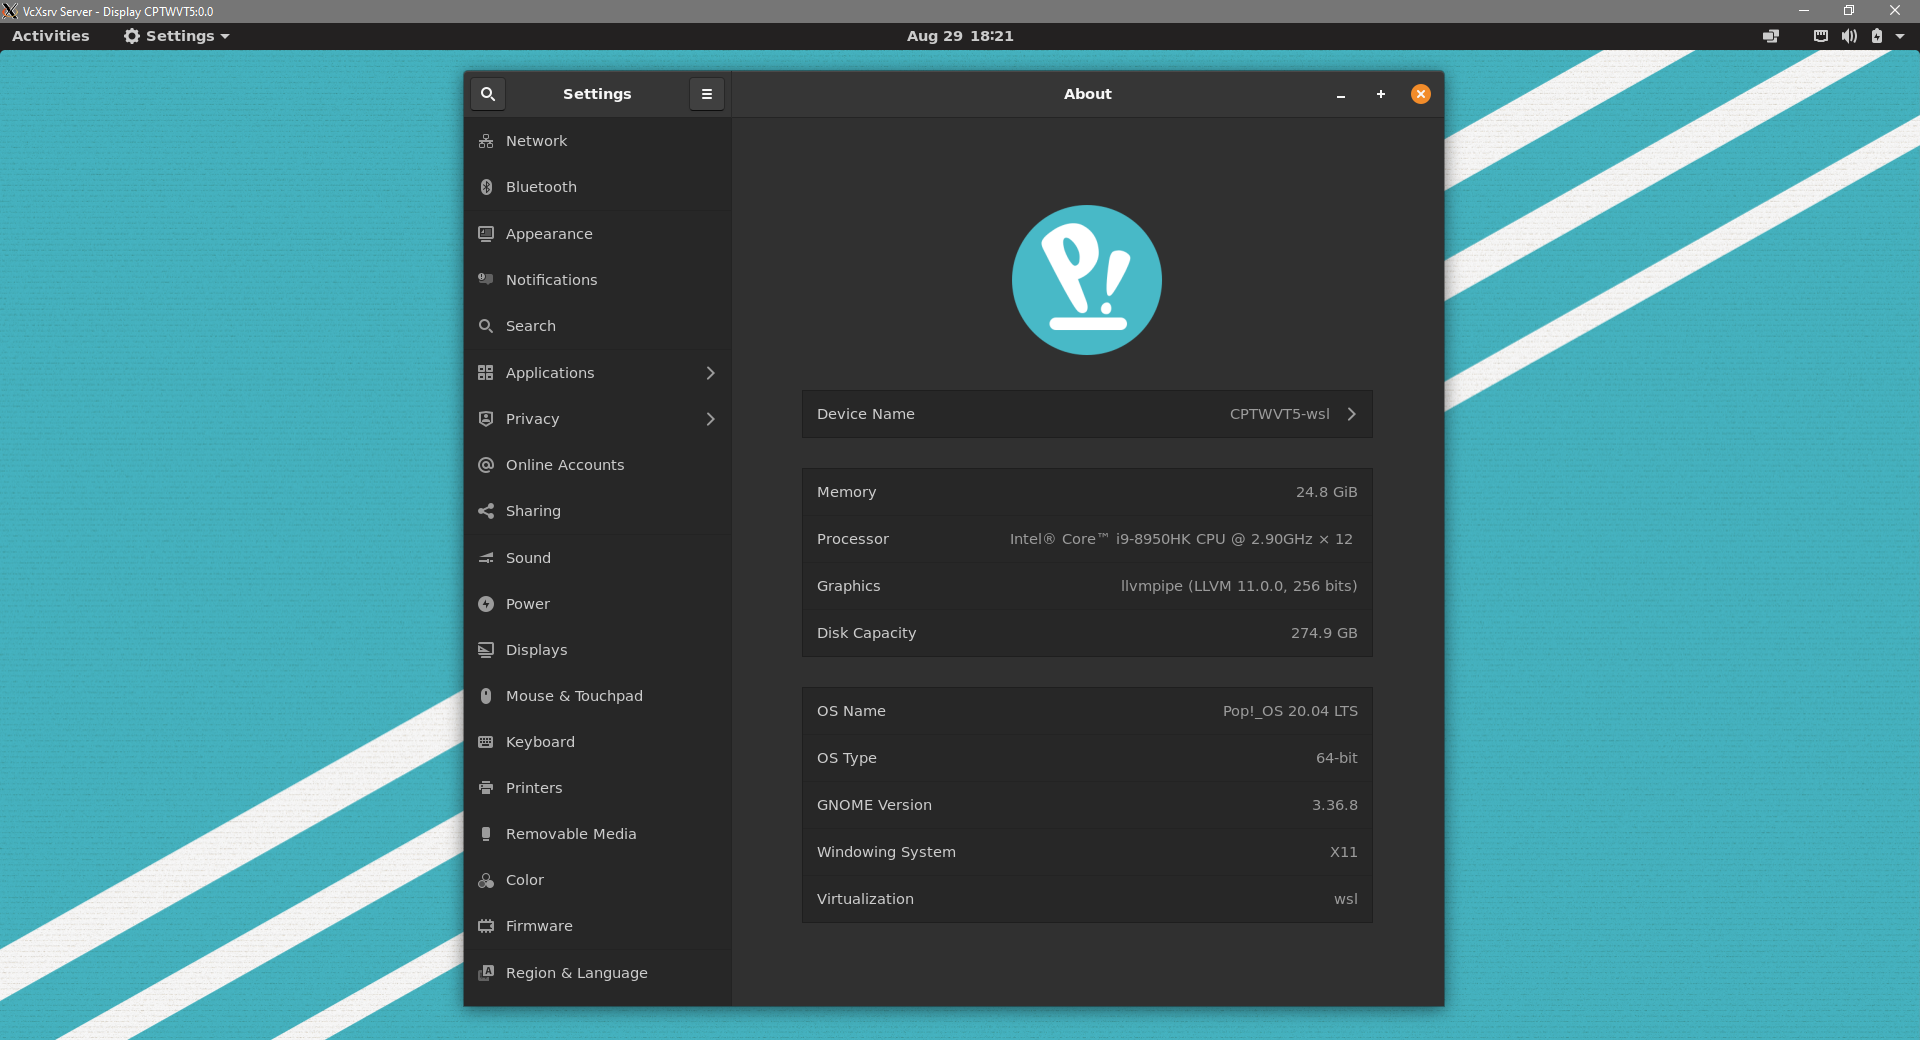 VcXsrv Server - Display CPTWVT5:0.0
Activities Settings Aug 29 18:21
Settings
About
Network
Bluetooth
Appearance
Notifications
Search
Applications
Privacy
Online Accounts
Sharing
Sound
Power
Displays
Mouse & Touchpad
Keyboard
Printers
Removable Media
Color
Firmware
Region & Language
P!
Device Name CPTWVT5-wsl
Memory 24.8 GiB
Processor Intel® Core™ i9-8950HK CPU @ 2.90GHz × 12
Graphics llvmpipe (LLVM 11.0.0, 256 bits)
Disk Capacity 274.9 GB
OS Name Pop!_OS 20.04 LTS
OS Type 64-bit
GNOME Version 3.36.8
Windowing System X11
Virtualization wsl